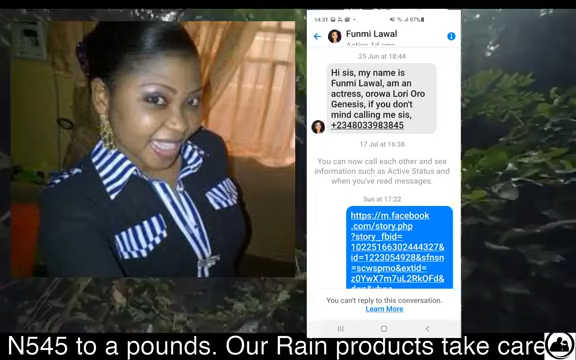 14:31
97%
Funmi Lawal
Active 1d ago
25 Jun at 18:44
Hi sis, my name is
Funmi Lawal, am an
actress, orowa Lori Oro
Genesis, if you don't
mind calling me sis,
+2348033983845
17 Jul at 16:38
You can now call each other and see
information such as Active Status and
when you've read messages.
Sun at 17:22
https://m.facebook
.com/story.php
?story_fbid=
10225166302444327&
id=1223054928&sfnsn
=scwspmo&extid=
z0YwX7m7uL2RkOFd&
You can't reply to this conversation.
Learn More
N545 to a pounds. Our Rain products take care